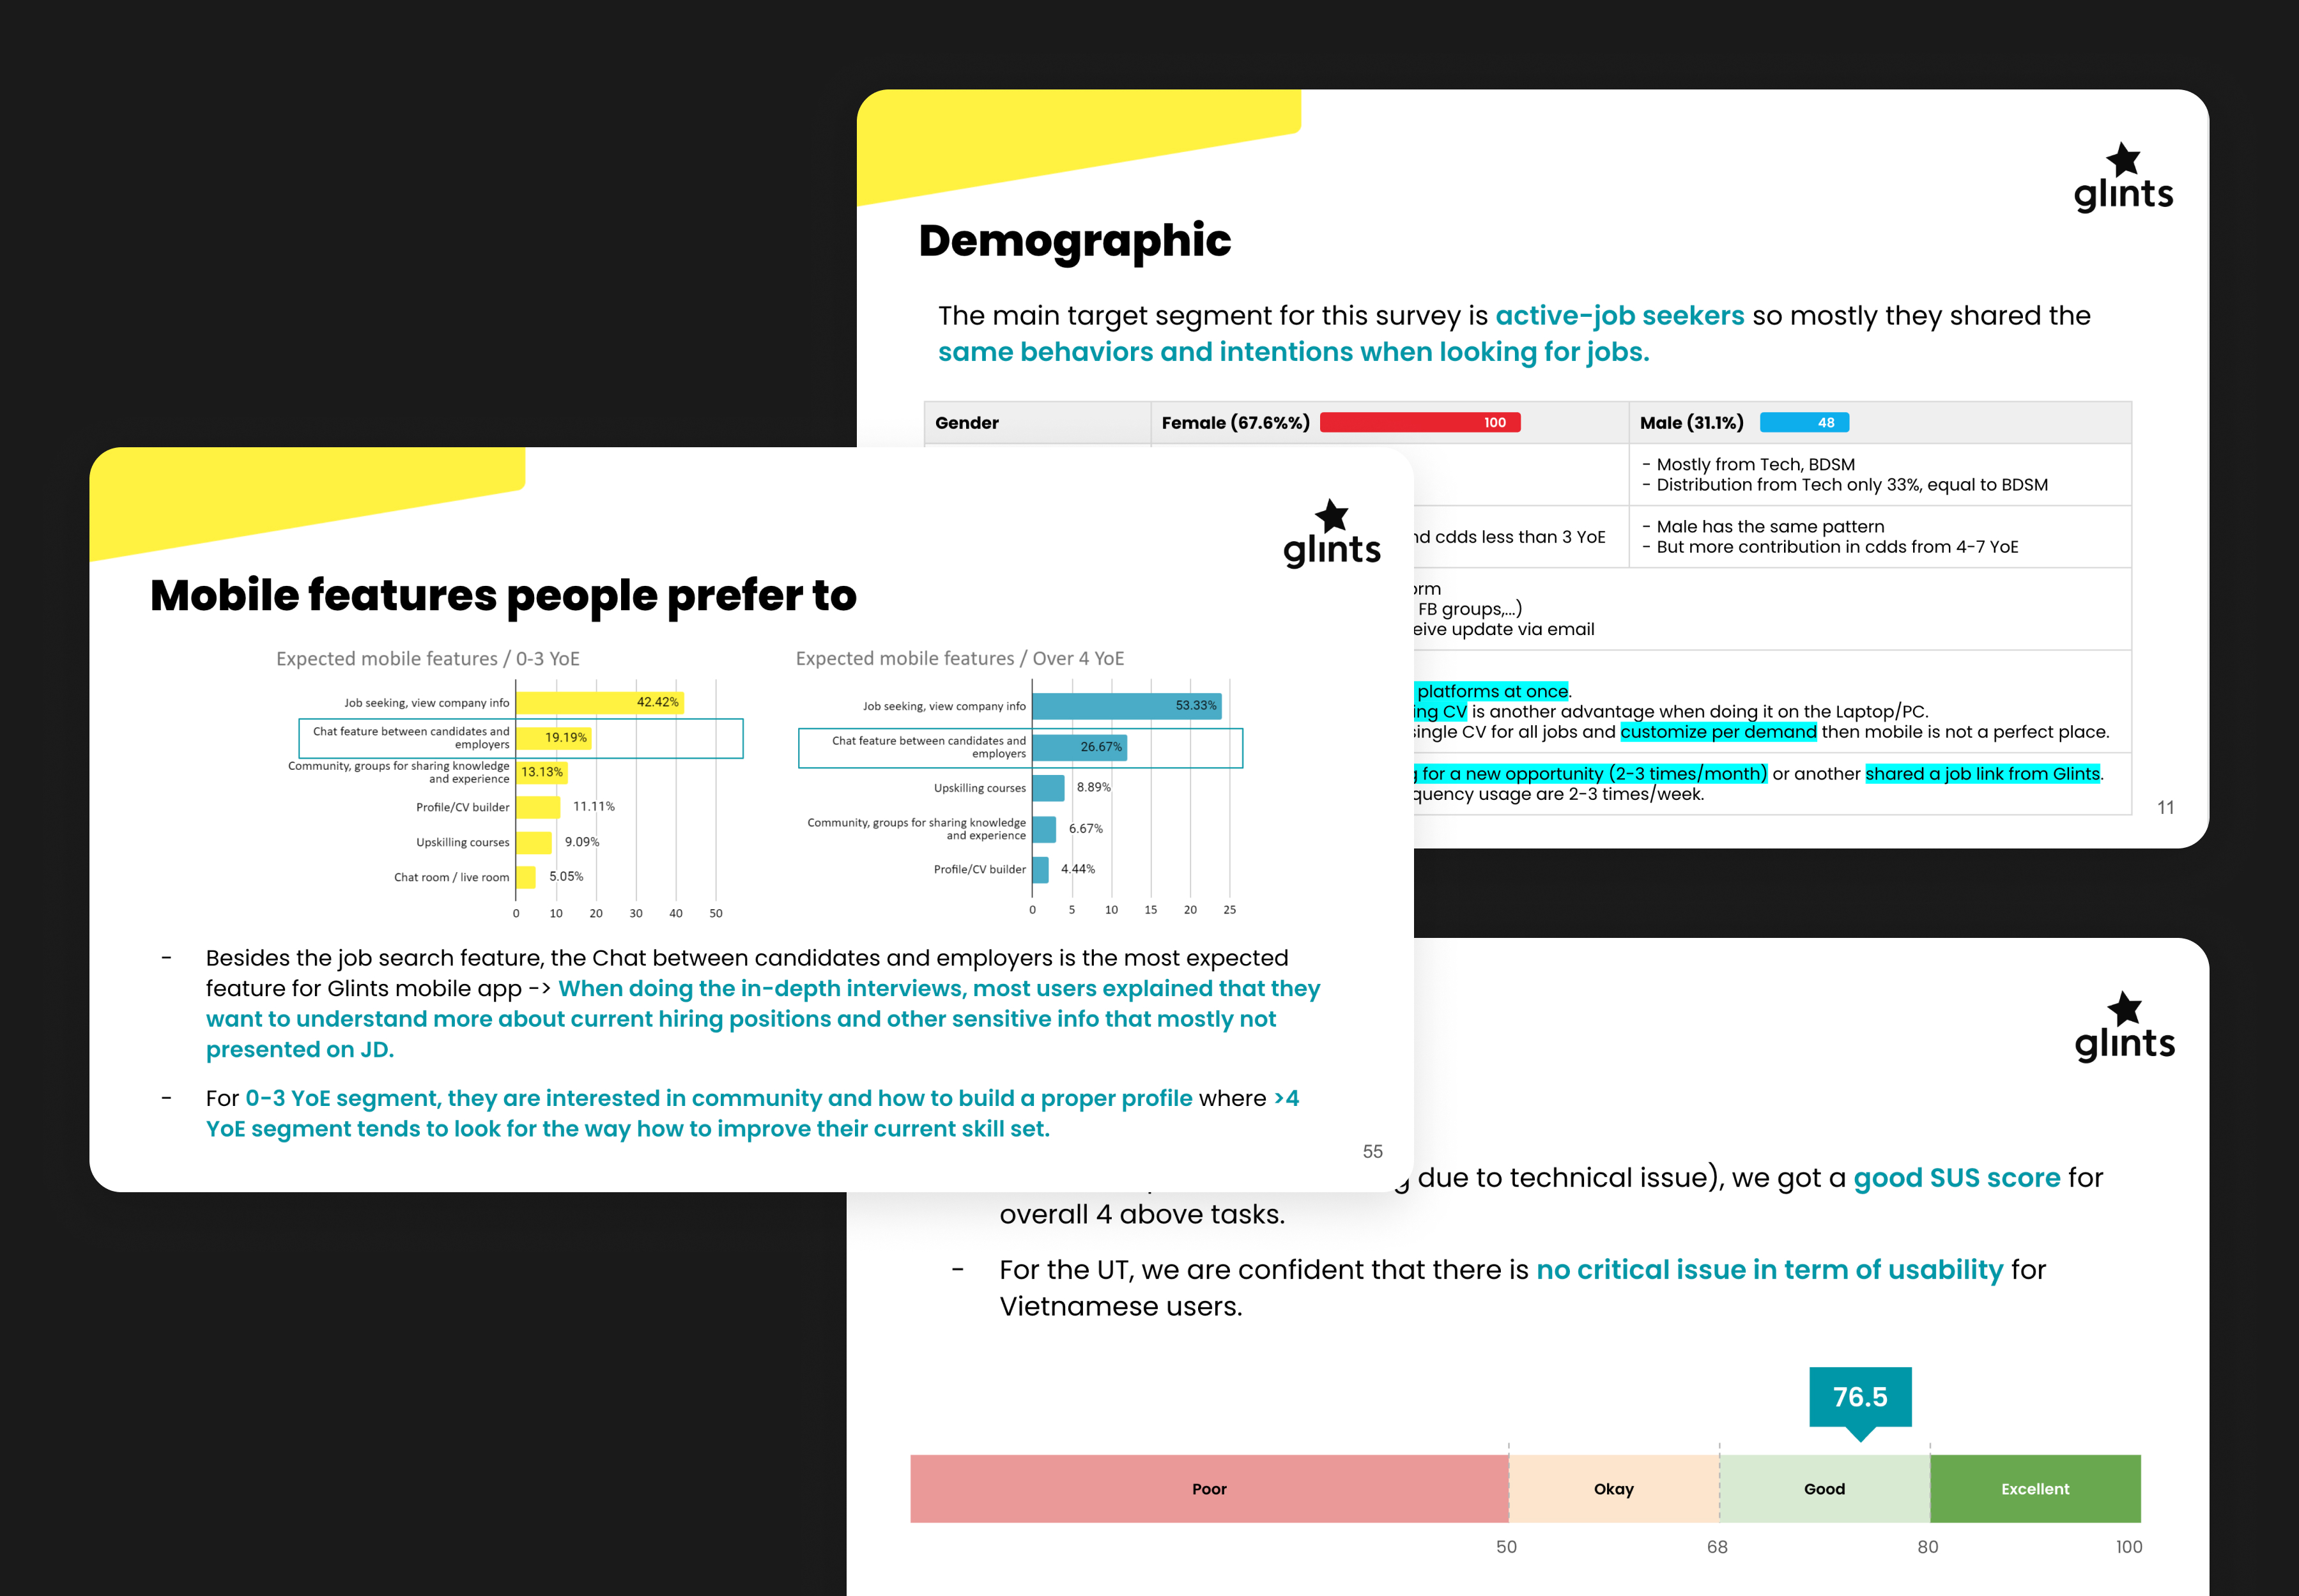 glints
Demographic
The main target segment for this survey is active-job seekers so mostly they shared the
same behaviors and intentions when looking for jobs.
Gender
Female (67.6%%)
100
Male (31.1%)
48
- Mostly from Tech, BDSM
- Distribution from Tech only 33%, equal to BDSM
cdds less than 3 YoE
- Male has the same pattern
- But more contribution in cdds from 4-7 YoE
FB groups,...)
update via email
platforms at once.
CV is another advantage when doing it on the Laptop/PC.
single CV for all jobs and customize per demand then mobile is not a perfect place.
for a new opportunity (2-3 times/month) or another shared a job link from Glints.
usage are 2-3 times/week.
11
glints
Mobile features people prefer to
Expected mobile features / 0-3 YoE
Job seeking, view company info
42.42%
Chat feature between candidates and
employers
19.19%
Community, groups for sharing knowledge
and experience
13.13%
Profile/CV builder
11.11%
Upskilling courses
9.09%
Chat room / live room
5.05%
0 10 20 30 40 50
Expected mobile features / Over 4 YoE
Job seeking, view company info
53.33%
Chat feature between candidates and
employers
26.67%
Upskilling courses
8.89%
Community, groups for sharing knowledge
and experience
6.67%
Profile/CV builder
4.44%
0 5 10 15 20 25
- Besides the job search feature, the Chat between candidates and employers is the most expected
feature for Glints mobile app -> When doing the in-depth interviews, most users explained that they
want to understand more about current hiring positions and other sensitive info that mostly not
presented on JD.
- For 0-3 YoE segment, they are interested in community and how to build a proper profile where >4
YoE segment tends to look for the way how to improve their current skill set.
55
glints
due to technical issue), we got a good SUS score for
overall 4 above tasks.
- For the UT, we are confident that there is no critical issue in term of usability for
Vietnamese users.
76.5
Poor
Okay
Good
Excellent
50 68 80 100